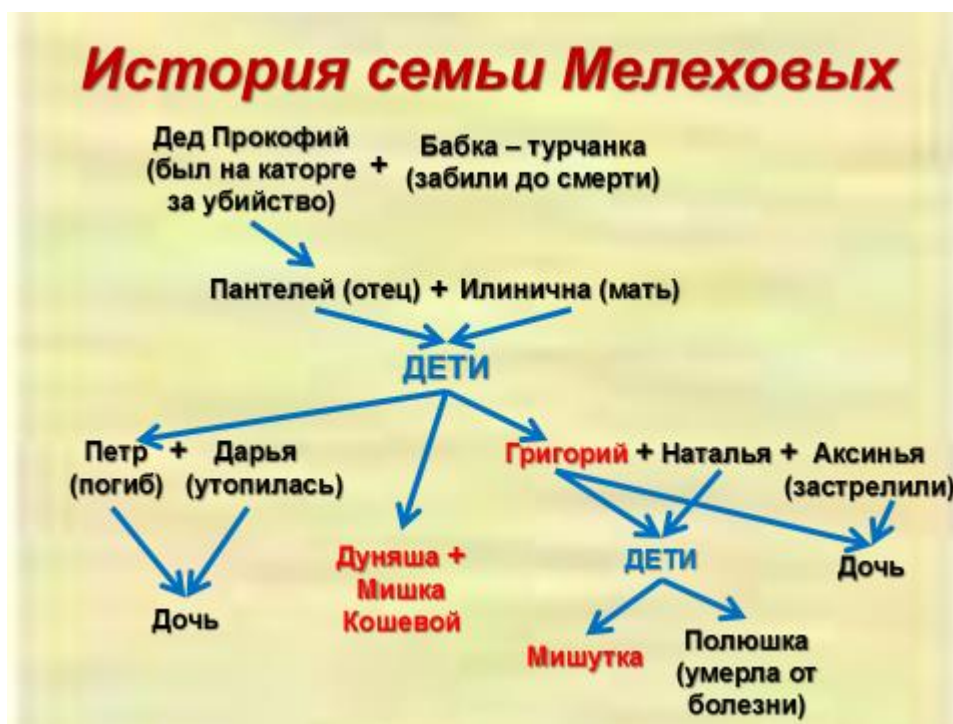 История семьи Мелеховых
Дед Прокофий
(был на каторге
за убийство)
+
Бабка – турчанка
(забили до смерти)
Пантелей (отец) + Илинична (мать)
ДЕТИ
Петр + Дарья
(погиб) (утопилась)
Григорий + Наталья + Аксинья
(застрелили)
Дуняша +
Мишка
Кошевой
ДЕТИ
Дочь
Дочь
Мишутка
Полюшка
(умерла от
болезни)